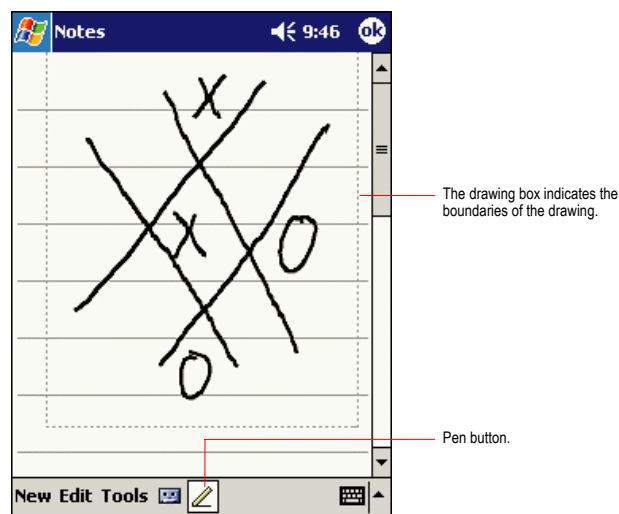 Notes 9:46 ok
X
The drawing box indicates the
boundaries of the drawing.
X O
O
Pen button.
New Edit Tools